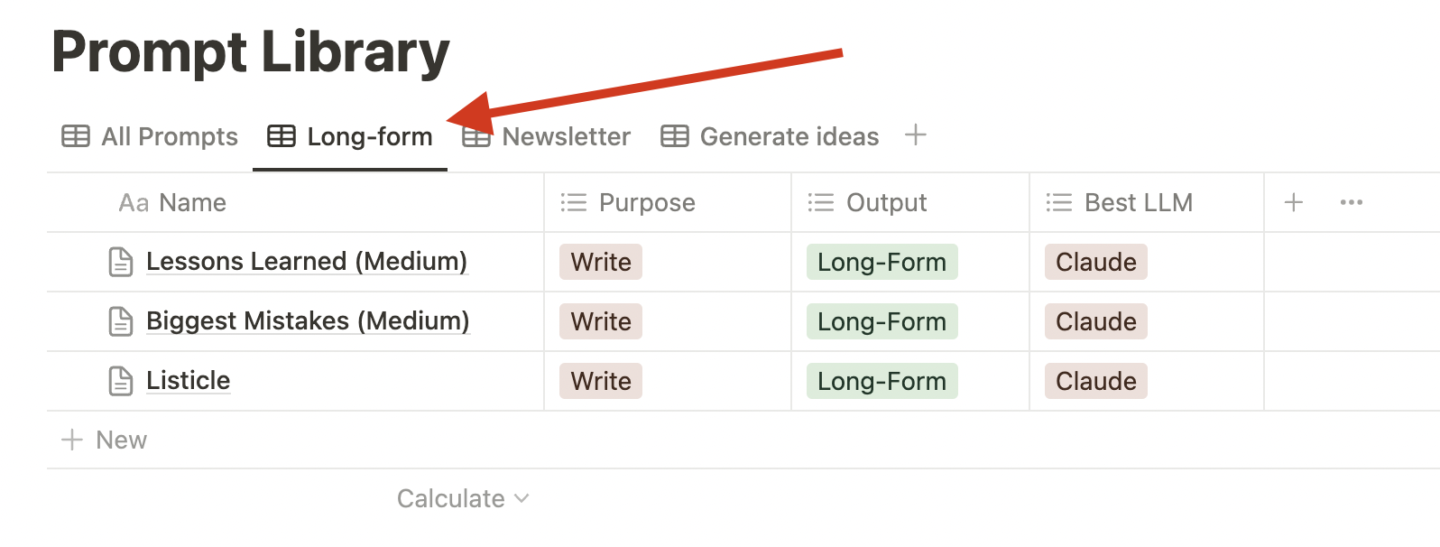 Prompt Library
All Prompts Long-form Newsletter Generate ideas +
Aa Name Purpose Output Best LLM + •••
Lessons Learned (Medium) Write Long-Form Claude
Biggest Mistakes (Medium) Write Long-Form Claude
Listicle Write Long-Form Claude
+ New
Calculate